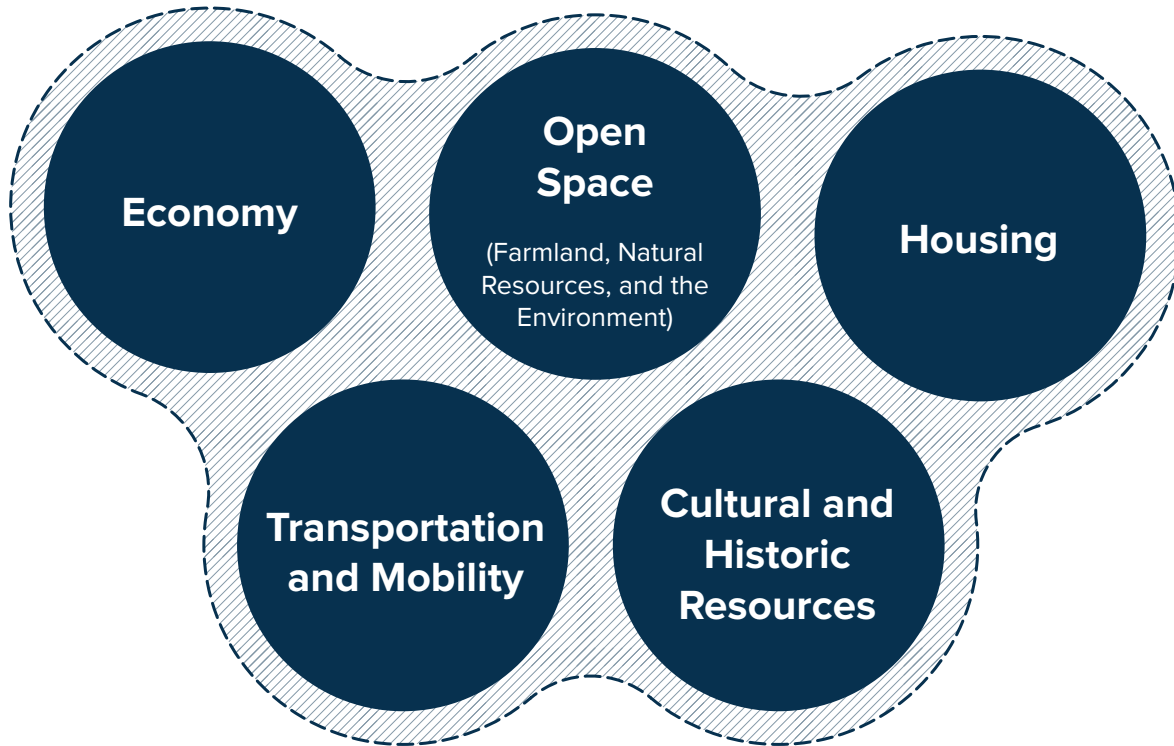 Economy
Open
Space
(Farmland, Natural
Resources, and the
Environment)
Housing
Transportation
and Mobility
Cultural and
Historic
Resources